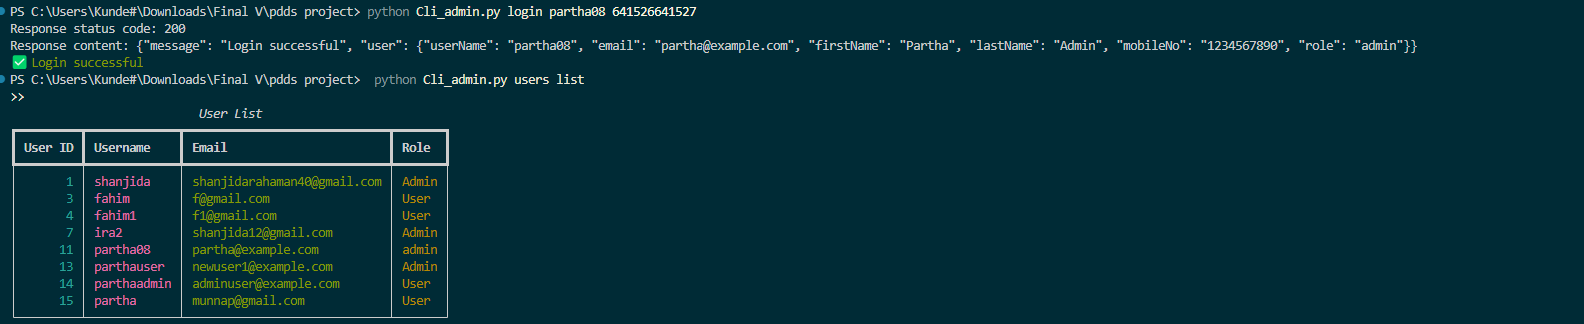 PS C:\Users\Kunde#\Downloads\Final V\pdds project> python Cli_admin.py login partha08 641526641527
Response status code: 200
Response content: {"message": "Login successful", "user": {"userName": "partha08", "email": "partha@example.com", "firstName": "Partha", "lastName": "Admin", "mobileNo": "1234567890", "role": "admin"}}
✅ Login successful
PS C:\Users\Kunde#\Downloads\Final V\pdds project>  python Cli_admin.py users list
>>
User List
User ID Username Email Role
1 shanjida shanjidarahaman40@gmail.com Admin
3 fahim f@gmail.com User
4 fahim1 f1@gmail.com User
7 ira2 shanjida12@gmail.com Admin
11 partha08 partha@example.com admin
13 parthauser newuser1@example.com Admin
14 parthaadmin adminuser@example.com User
15 partha munnap@gmail.com User